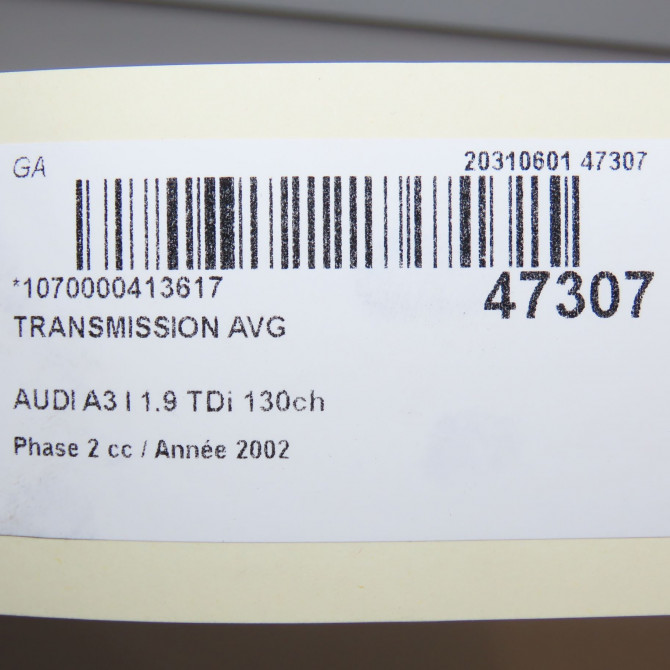 GA
20310601 47307
*1070000413617
47307
TRANSMISSION AVG
AUDI A3 I 1.9 TDi 130ch
Phase 2 cc / Année 2002